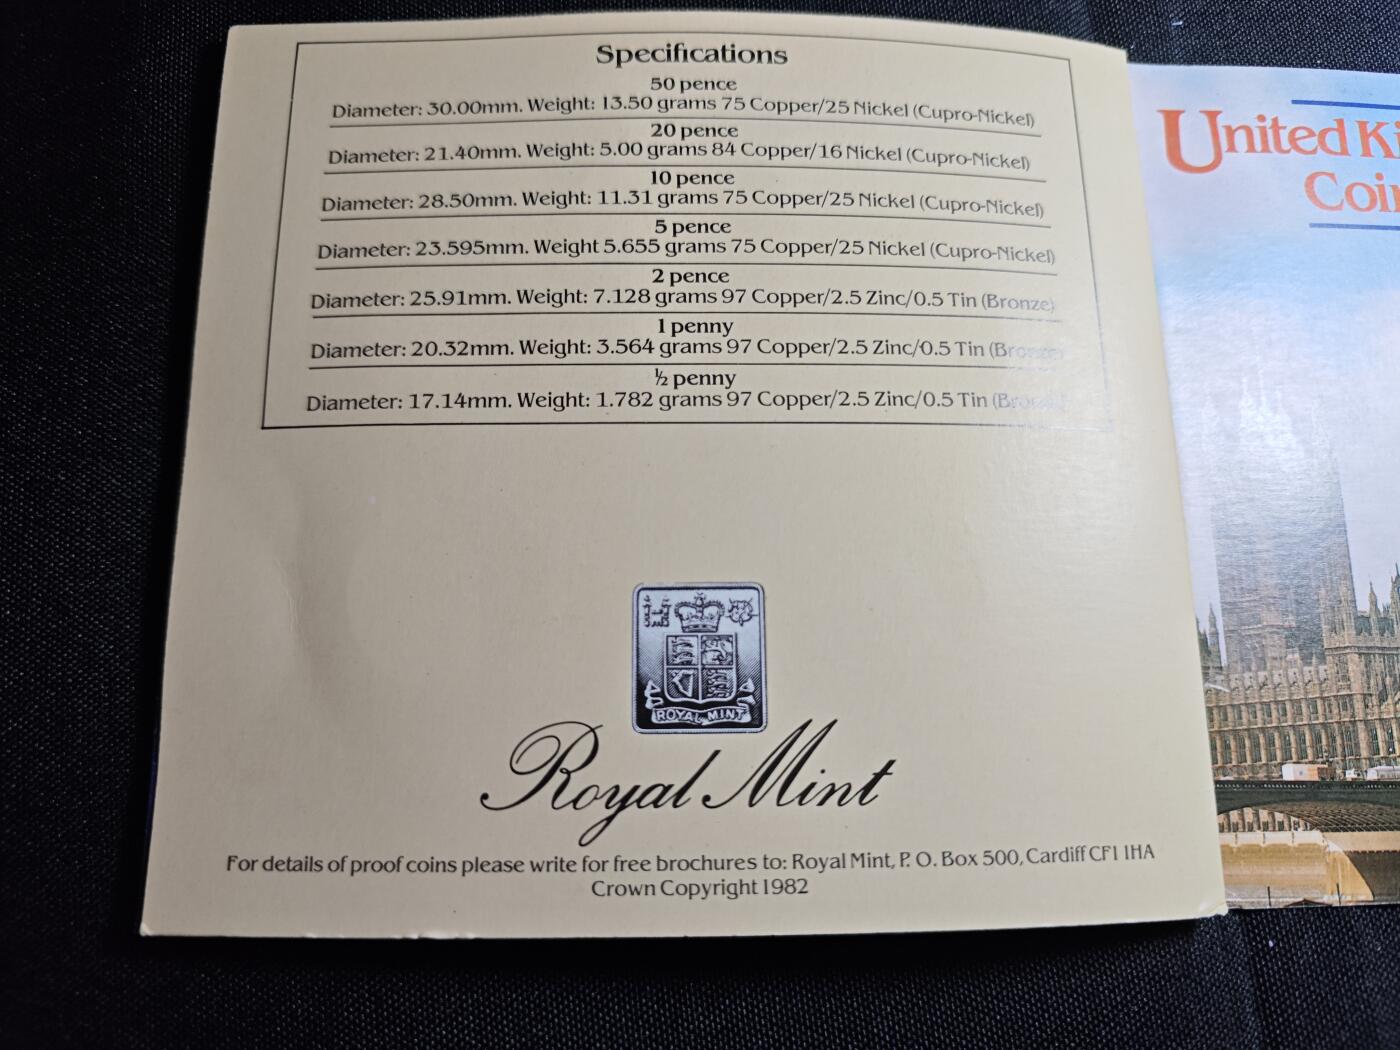 Specifications
50 pence
Diameter: 30.00mm. Weight: 13.50 grams 75 Copper/25 Nickel (Cupro-Nickel)
20 pence
Diameter: 21.40mm. Weight: 5.00 grams 84 Copper/16 Nickel (Cupro-Nickel)
10 pence
Diameter: 28.50mm. Weight: 11.31 grams 75 Copper/25 Nickel (Cupro-Nickel)
5 pence
Diameter: 23.595mm. Weight 5.655 grams 75 Copper/25 Nickel (Cupro-Nickel)
2 pence
Diameter: 25.91mm. Weight: 7.128 grams 97 Copper/2.5 Zinc/0.5 Tin (Bronze)
1 penny
Diameter: 20.32mm. Weight: 3.564 grams 97 Copper/2.5 Zinc/0.5 Tin (Bronze)
½ penny
Diameter: 17.14mm. Weight: 1.782 grams 97 Copper/2.5 Zinc/0.5 Tin (Bronze)
ROYAL MINT
Royal Mint
For details of proof coins please write for free brochures to: Royal Mint, P. O. Box 500, Cardiff CF1 1HA
Crown Copyright 1982
United